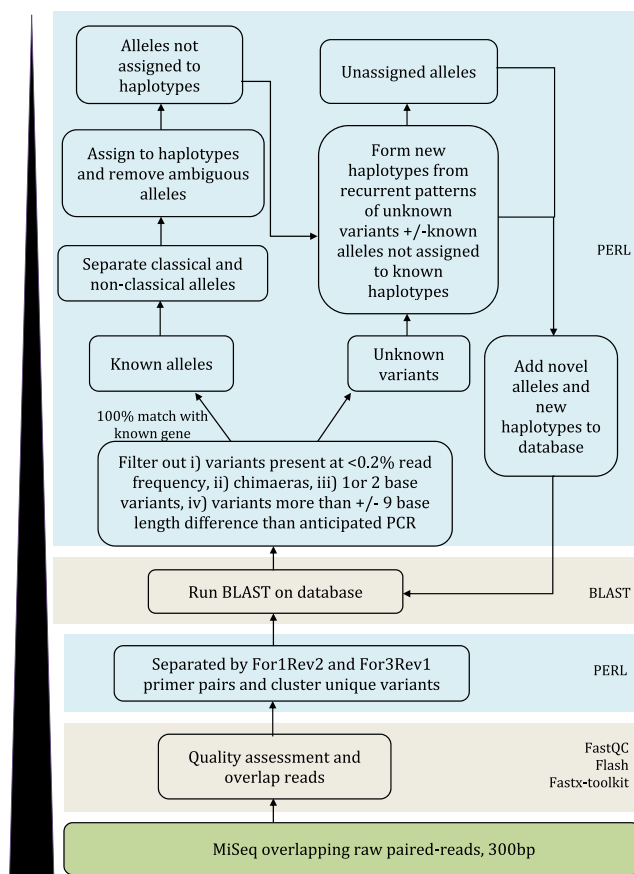 Alleles not
assigned to
haplotypes
Unassigned alleles
Assign to haplotypes
and remove ambiguous
alleles
Form new
haplotypes from
recurrent patterns
of unknown
variants +/-known
alleles not assigned
to known
haplotypes
PERL
Separate classical and
non-classical alleles
Known alleles
Unknown
variants
Add novel
alleles and
new
haplotypes to
database
100% match with
known gene
Filter out i) variants present at <0.2% read
frequency, ii) chimaeras, iii) 1or 2 base
variants, iv) variants more than +/- 9 base
length difference than anticipated PCR
Run BLAST on database
BLAST
Separated by For1Rev2 and For3Rev1
primer pairs and cluster unique variants
PERL
Quality assessment and
overlap reads
FastQC
Flash
Fastx-toolkit
MiSeq overlapping raw paired-reads, 300bp